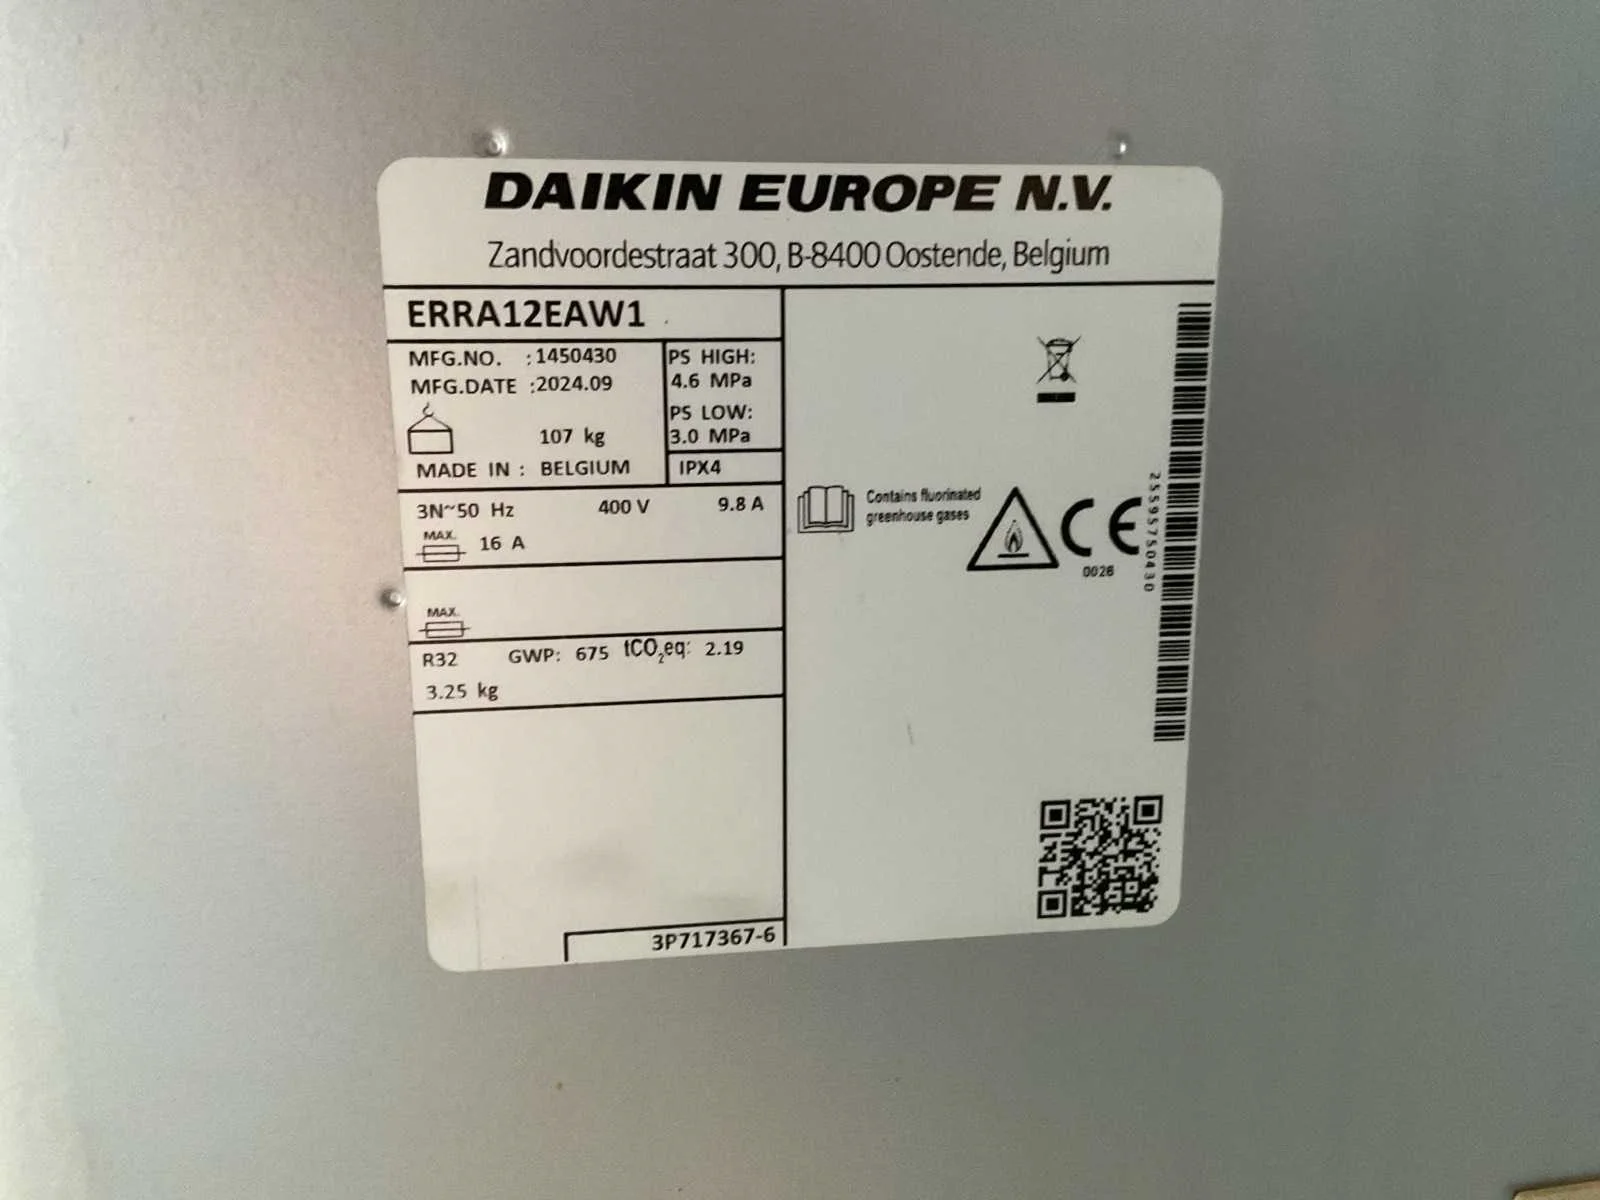 DAIKIN EUROPE N.V.
Zandvoordestraat 300, B-8400 Oostende, Belgium
ERRA12EAW1
MFG.NO. :1450430
MFG.DATE :2024.09
107 kg
MADE IN : BELGIUM
PS HIGH:
4.6 MPa
PS LOW:
3.0 MPa
IPX4
3N~50 Hz 400 V 9.8 A
MAX.
16 A
MAX.
R32 GWP: 675 tCO2eq: 2.19
3.25 kg
3P717367-6
Contains fluorinated
greenhouse gases
CE
0026
25595750430